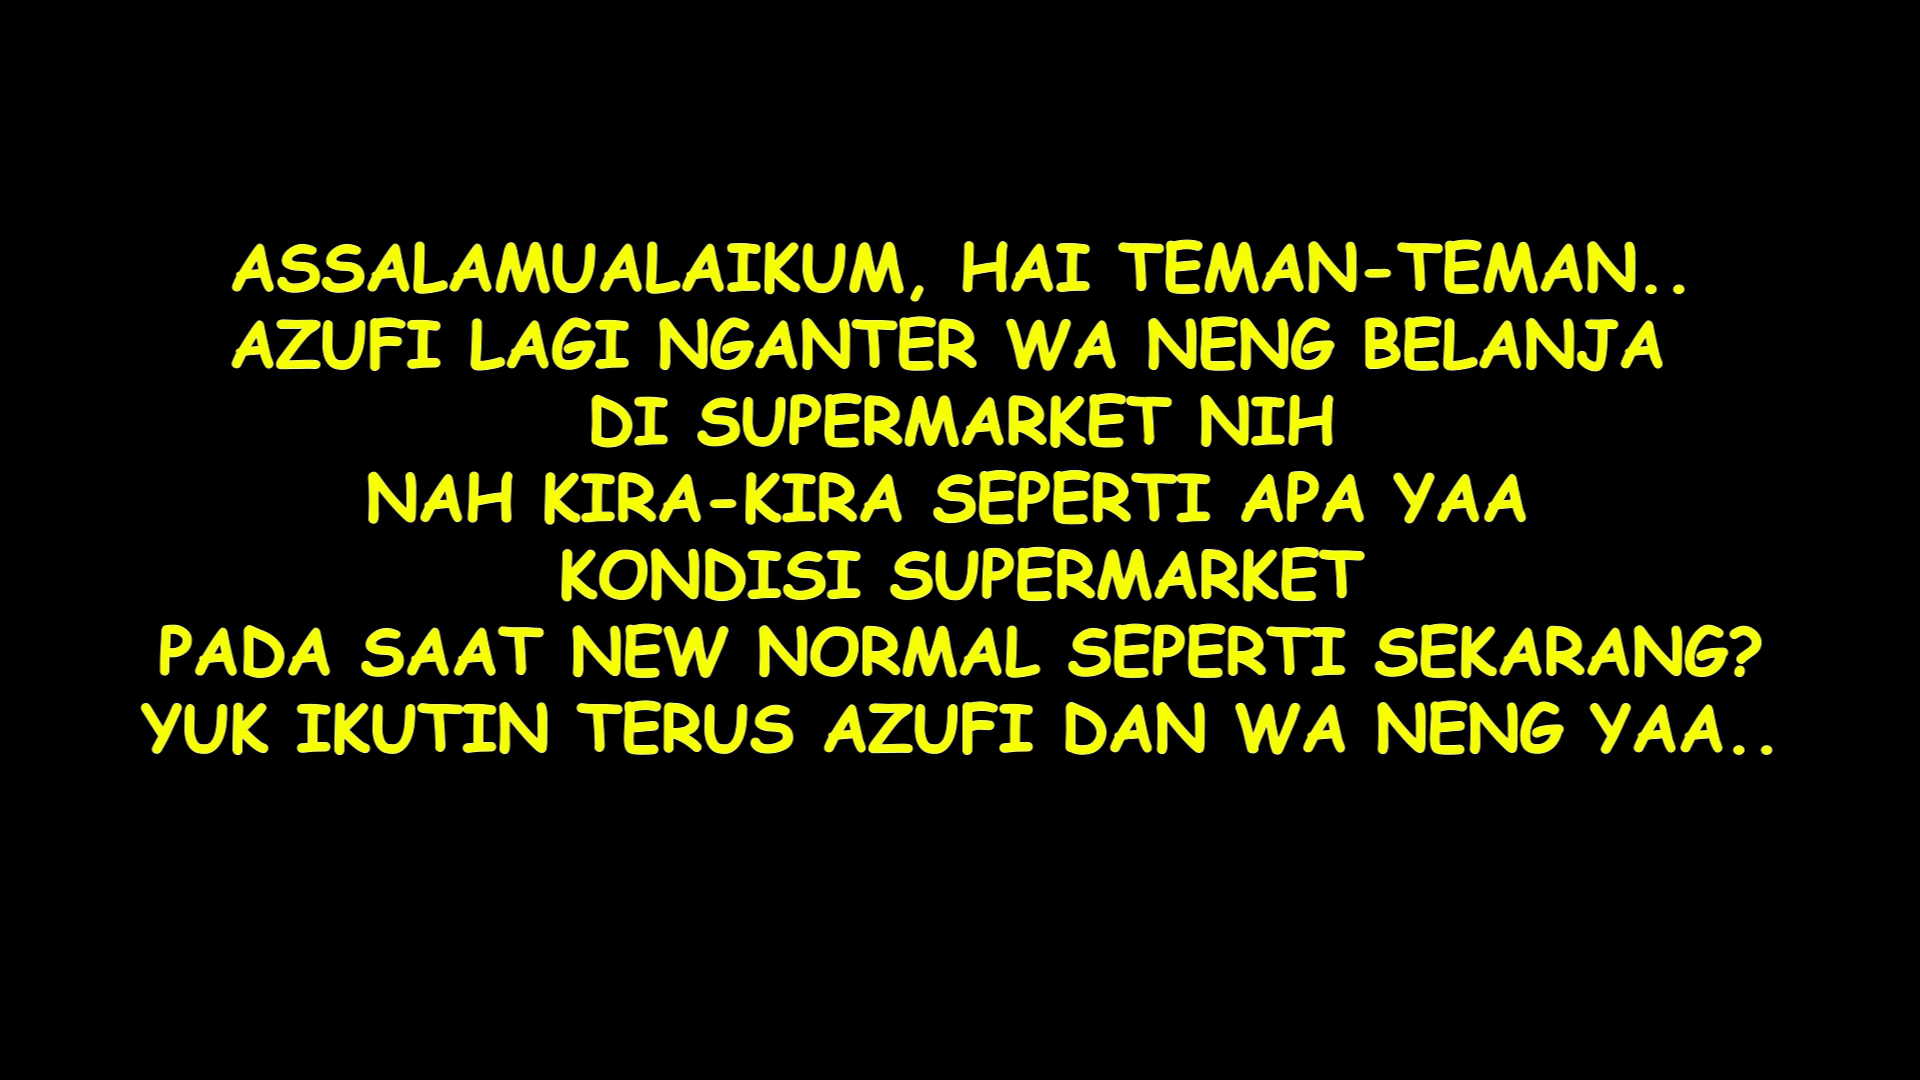 ASSALAMUALAIKUM, HAI TEMAN-TEMAN..
AZUFI LAGI NGANTER WA NENG BELANJA
DI SUPERMARKET NIH
NAH KIRA-KIRA SEPERTI APA YAA
KONDISI SUPERMARKET
PADA SAAT NEW NORMAL SEPERTI SEKARANG?
YUK IKUTIN TERUS AZUFI DAN WA NENG YAA..